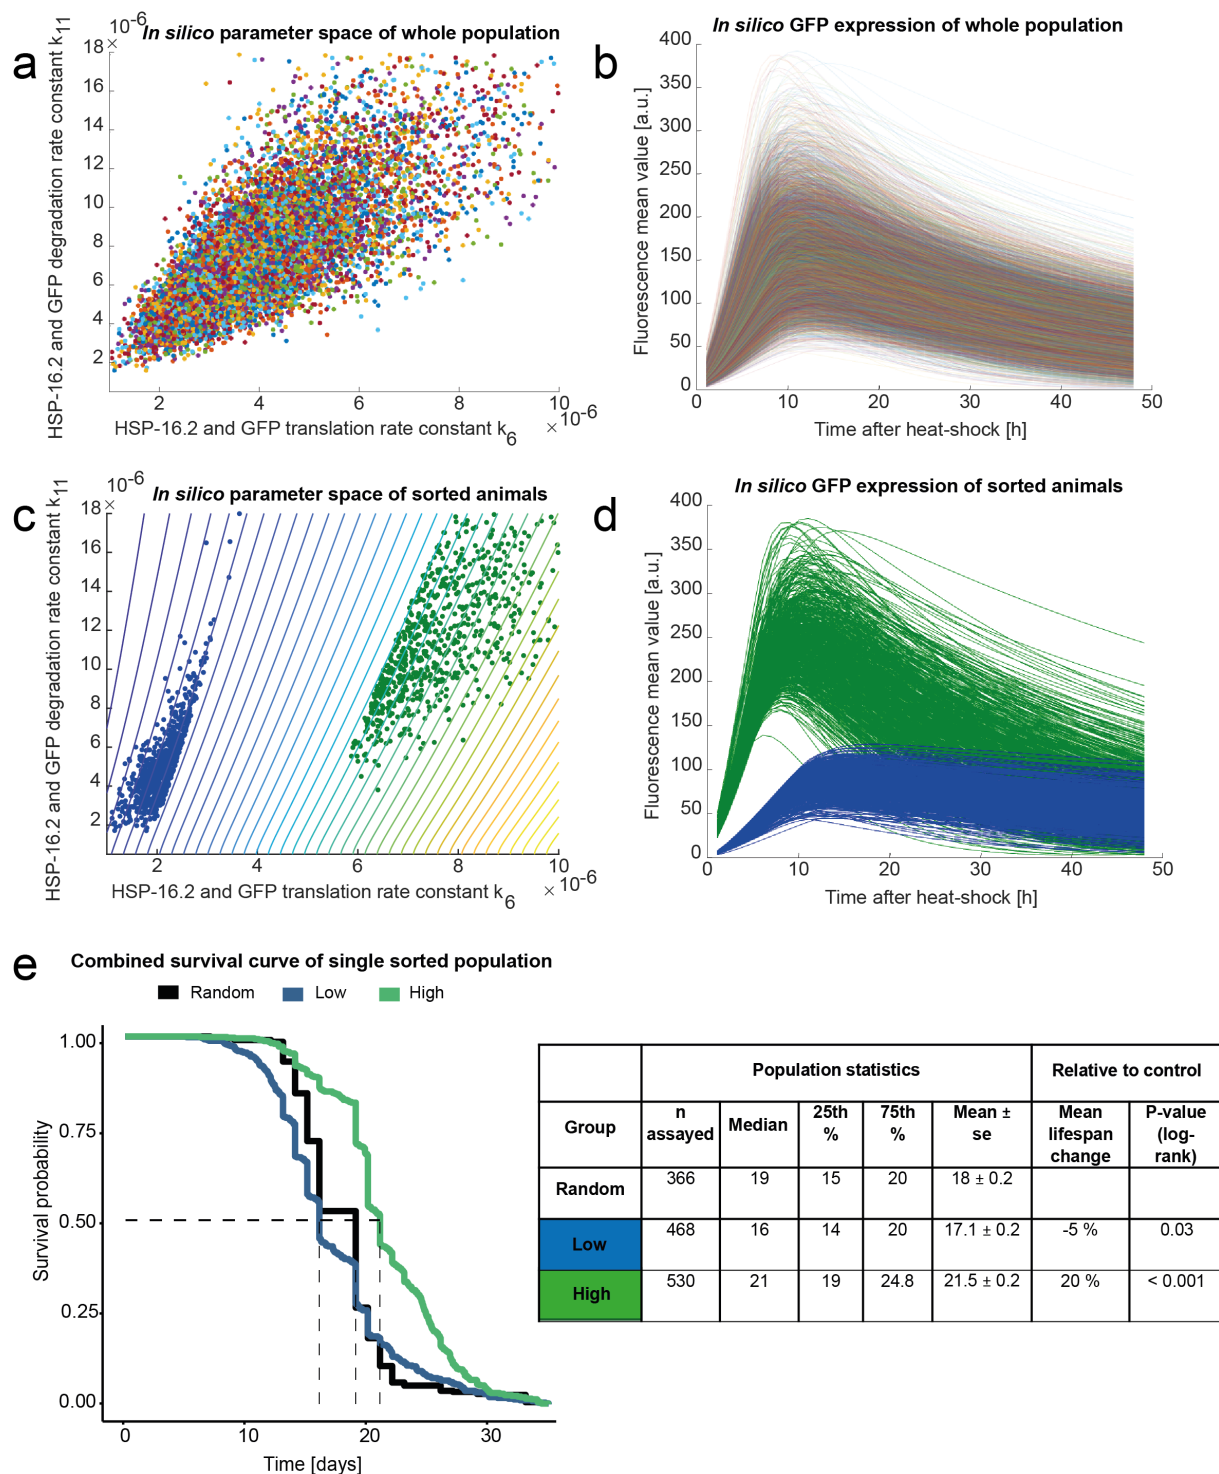 a
In silico parameter space of whole population
×10-6
HSP-16.2 and GFP degradation rate constant k11
18
16
14
12
10
8
6
4
2
2 4 6 8 10
×10-6
HSP-16.2 and GFP translation rate constant k6
b
In silico GFP expression of whole population
Fluorescence mean value [a.u.]
400
350
300
250
200
150
100
50
0
0 10 20 30 40 50
Time after heat-shock [h]
c
In silico parameter space of sorted animals
×10-6
HSP-16.2 and GFP degradation rate constant k11
18
16
14
12
10
8
6
4
2
2 4 6 8 10
×10-6
HSP-16.2 and GFP translation rate constant k6
d
In silico GFP expression of sorted animals
Fluorescence mean value [a.u.]
400
350
300
250
200
150
100
50
0
0 10 20 30 40 50
Time after heat-shock [h]
e
Combined survival curve of single sorted population
Random Low High
Survival probability
1.00
0.75
0.50
0.25
0.00
0 10 20 30
Time [days]
Population statistics Relative to control
Group n assayed Median 25th % 75th % Mean ± se Mean lifespan change P-value (log-rank)
Random 366 19 15 20 18 ± 0.2
Low 468 16 14 20 17.1 ± 0.2 -5 % 0.03
High 530 21 19 24.8 21.5 ± 0.2 20 % < 0.001